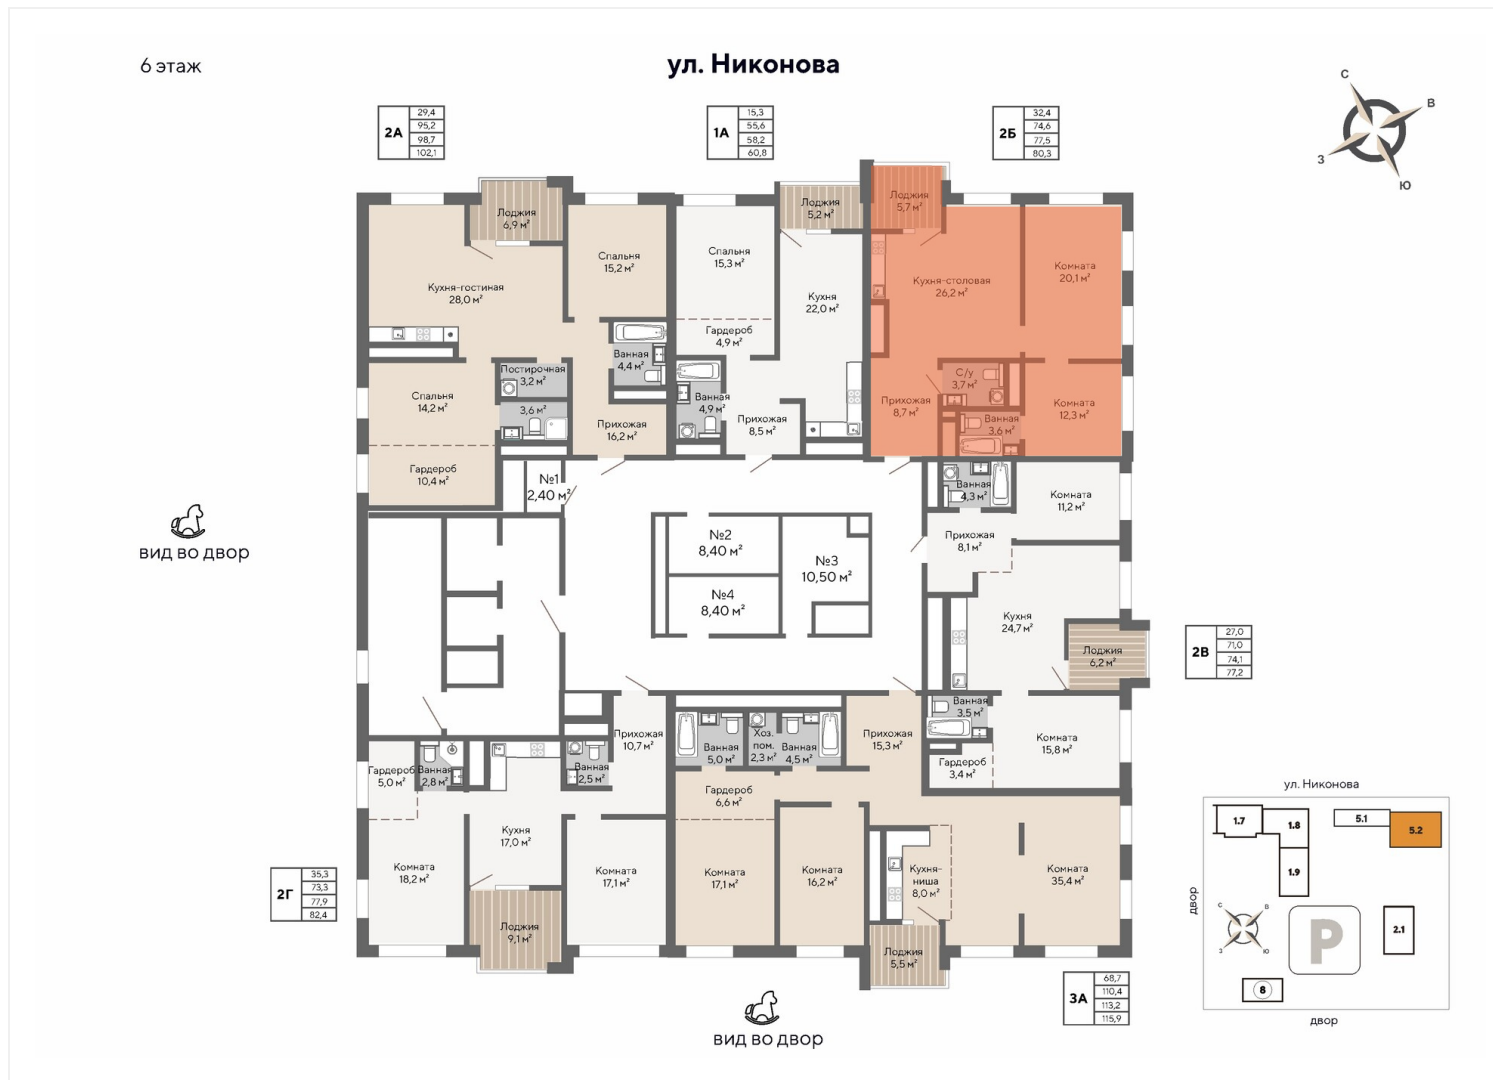 6 этаж
ул. Никонова
С
В
З
Ю
2А
29,4
95,2
98,7
102,1
1А
15,3
55,6
58,2
60,8
2Б
32,4
74,6
77,5
80,3
Лоджия
6,9 м²
Спальня
15,2 м²
Кухня-гостиная
28,0 м²
Ванная
4,4 м²
Постирочная
3,2 м²
3,6 м²
Спальня
14,2 м²
Прихожая
16,2 м²
Гардероб
10,4 м²
Спальня
15,3 м²
Лоджия
5,2 м²
Кухня
22,0 м²
Гардероб
4,9 м²
Ванная
4,9 м²
Прихожая
8,5 м²
Лоджия
5,7 м²
Кухня-столовая
26,2 м²
Комната
20,1 м²
С/у
3,7 м²
Прихожая
8,7 м²
Ванная
3,6 м²
Комната
12,3 м²
№1
2,40 м²
№2
8,40 м²
№3
10,50 м²
№4
8,40 м²
вид во двор
Ванная
4,3 м²
Комната
11,2 м²
Прихожая
8,1 м²
Кухня
24,7 м²
Лоджия
6,2 м²
2В
27,0
71,0
74,1
77,2
Ванная
3,5 м²
Комната
15,8 м²
Гардероб
3,4 м²
Прихожая
10,7 м²
Гардероб
5,0 м²
Ванная
2,8 м²
Ванная
2,5 м²
Кухня
17,0 м²
Комната
18,2 м²
Комната
17,1 м²
Лоджия
9,1 м²
2Г
35,3
73,3
77,9
82,4
Ванная
5,0 м²
Хоз.
пом.
2,3 м²
Ванная
4,5 м²
Прихожая
15,3 м²
Гардероб
6,6 м²
Комната
17,1 м²
Комната
16,2 м²
Кухня-
ниша
8,0 м²
Комната
35,4 м²
Лоджия
5,5 м²
3А
68,7
110,4
113,2
115,9
вид во двор
ул. Никонова
1.7
1.8
1.9
5.1
5.2
двор
С
В
З
Ю
P
2.1
8
двор